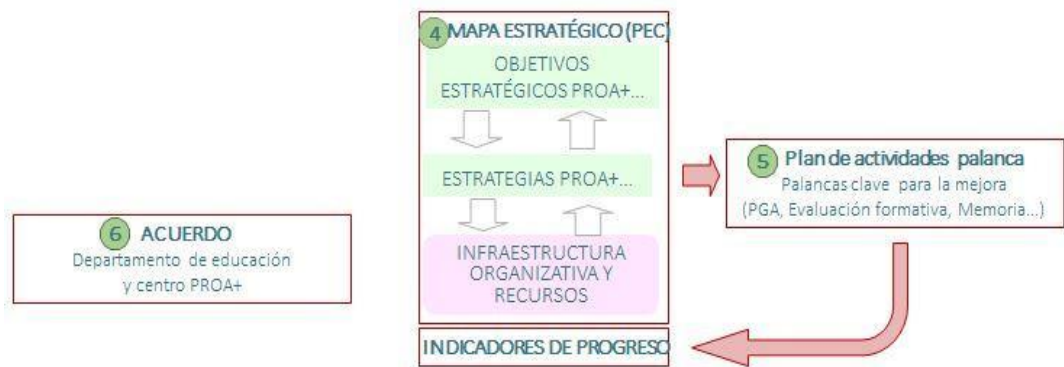 4 MAPA ESTRATÉGICO (PEC)
OBJETIVOS
ESTRATÉGICOS PROA+...
ESTRATEGIAS PROA+...
INFRAESTRUCTURA
ORGANIZATIVA Y
RECURSOS
INDICADORES DE PROGRESO
5 Plan de actividades palanca
Palancas clave para la mejora
(PGA, Evaluación formativa, Memoria...)
6 ACUERDO
Departamento de educación
y centro PROA+